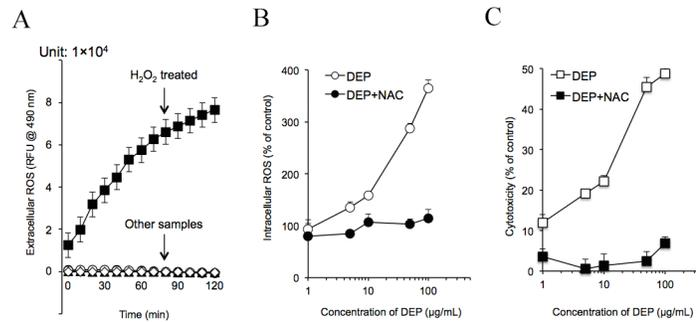 A
Unit: 1×10⁴
Extracellular ROS (RFU @ 490 nm)
8
6
4
2
0
H₂O₂ treated
Other samples
0
30
60
90
120
Time (min)
B
Intracellular ROS (% of control)
400
300
200
100
0
DEP
DEP+NAC
1
10
100
Concentration of DEP (µg/mL)
C
Cytotoxicity (% of control)
50
40
30
20
10
0
DEP
DEP+NAC
1
10
100
Concentration of DEP (µg/mL)